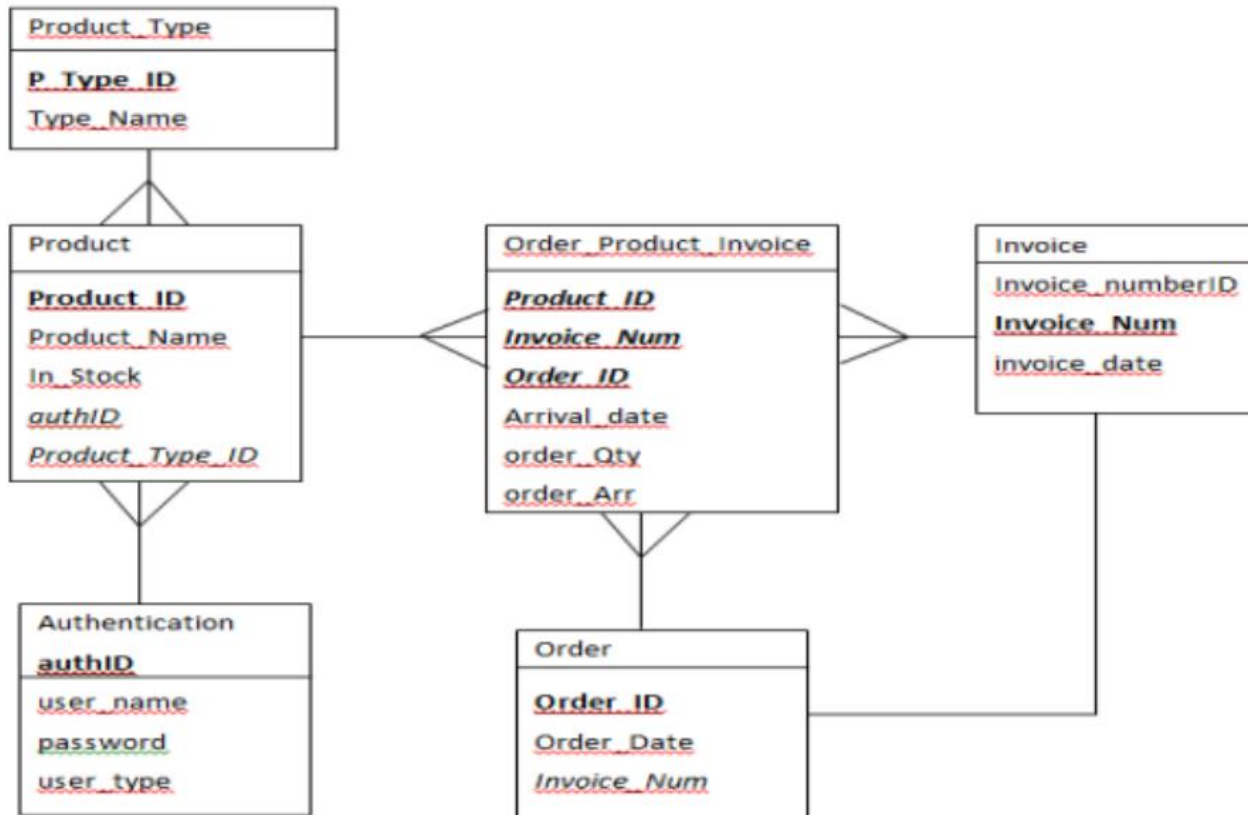 Product_Type
P_Type_ID
Type_Name
Product
Product_ID
Product_Name
In_Stock
authID
Product_Type_ID
Order_Product_Invoice
Product_ID
Invoice_Num
Order_ID
Arrival_date
order_Qty
order_Arr
Invoice
Invoice_numberID
Invoice_Num
invoice_date
Authentication
authID
user_name
password
user_type
Order
Order_ID
Order_Date
Invoice_Num